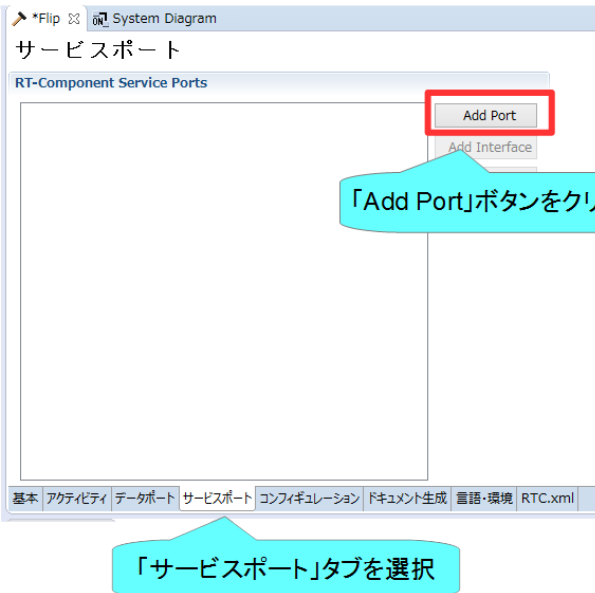 *Flip System Diagram
サービスポート
RT-Component Service Ports
Add Port
Add Interface
「Add Port」ボタンをクリ
基本 アクティビティ データポート サービスポート コンフィギュレーション ドキュメント生成 言語・環境 RTC.xml
「サービスポート」タブを選択